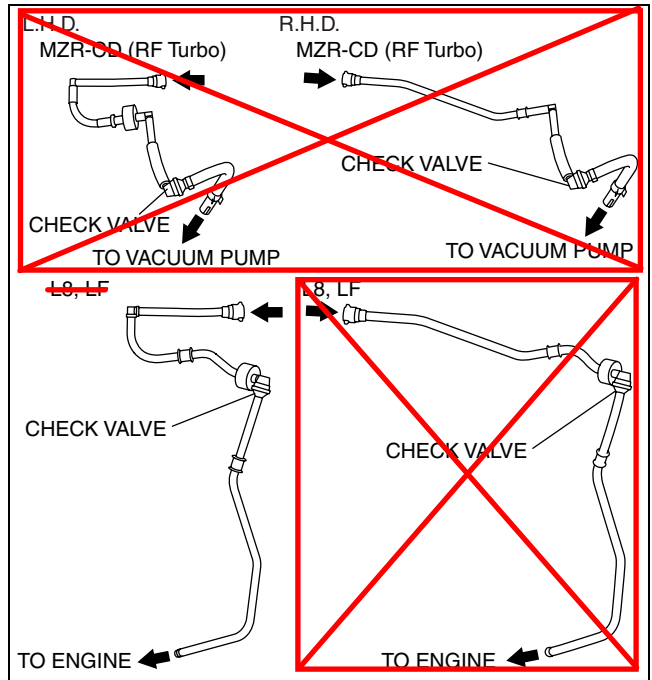 L.H.D.
R.H.D.
MZR-CD (RF Turbo)
MZR-CD (RF Turbo)
CHECK VALVE
CHECK VALVE
TO VACUUM PUMP
TO VACUUM PUMP
L8, LF
L8, LF
CHECK VALVE
CHECK VALVE
TO ENGINE
TO ENGINE